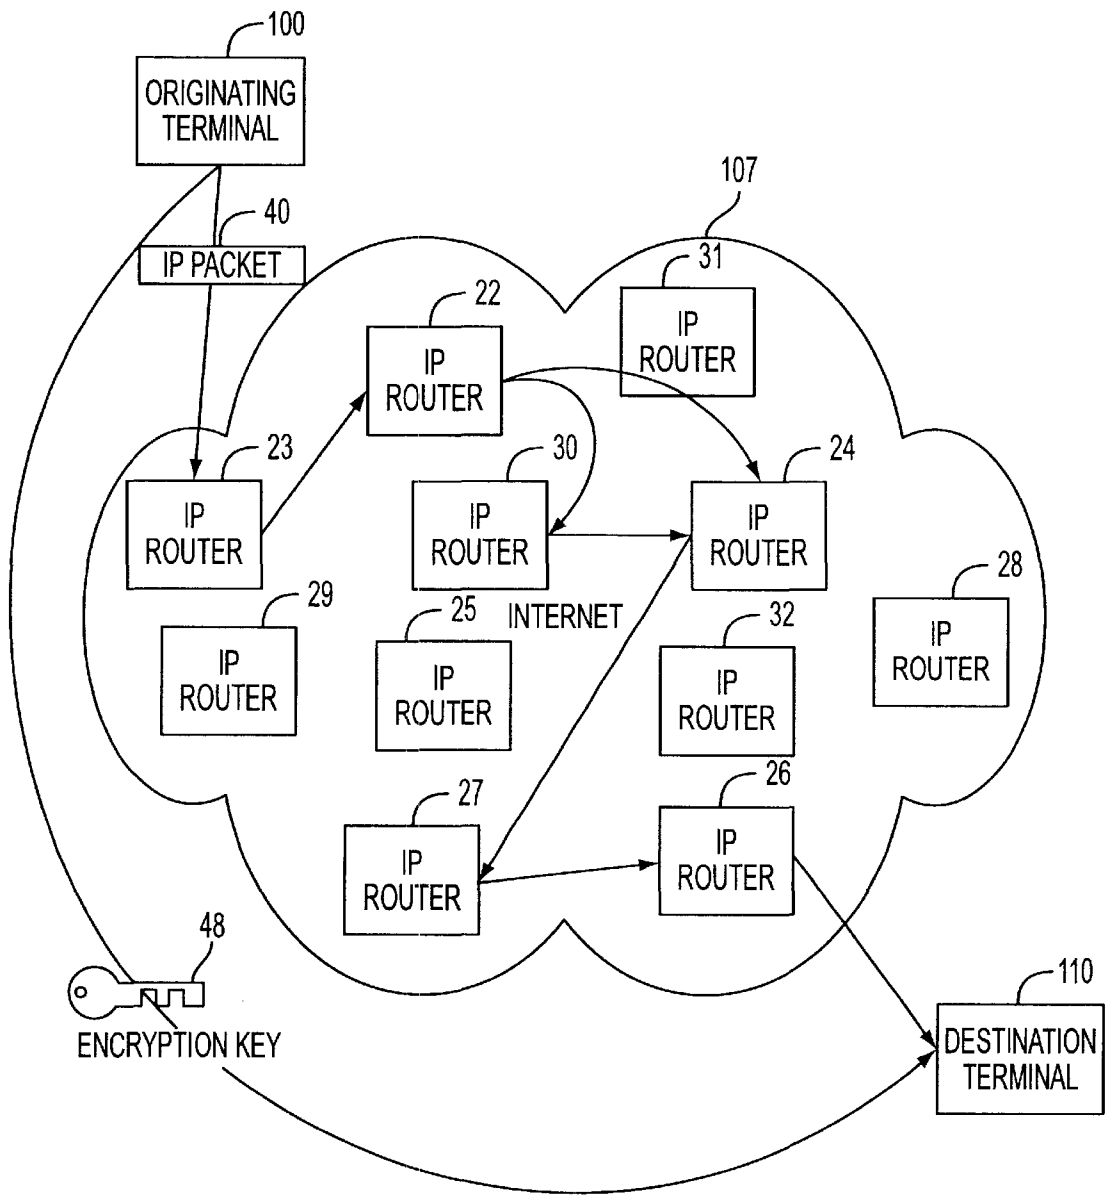 100
ORIGINATING
TERMINAL
107
40
IP PACKET
31
IP
ROUTER
22
IP
ROUTER
23
IP
ROUTER
30
IP
ROUTER
24
IP
ROUTER
29
IP
ROUTER
25
IP
ROUTER
INTERNET
32
IP
ROUTER
28
IP
ROUTER
27
IP
ROUTER
26
IP
ROUTER
48
ENCRYPTION KEY
110
DESTINATION
TERMINAL